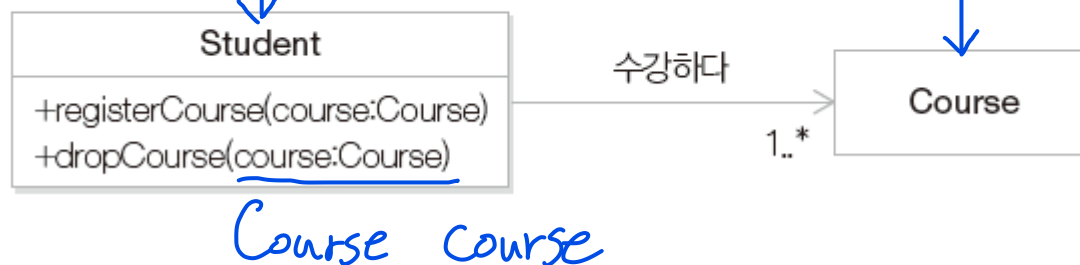 Student
+registerCourse(course:Course)
+dropCourse(course:Course)
수강하다
1..*
Course
Course course